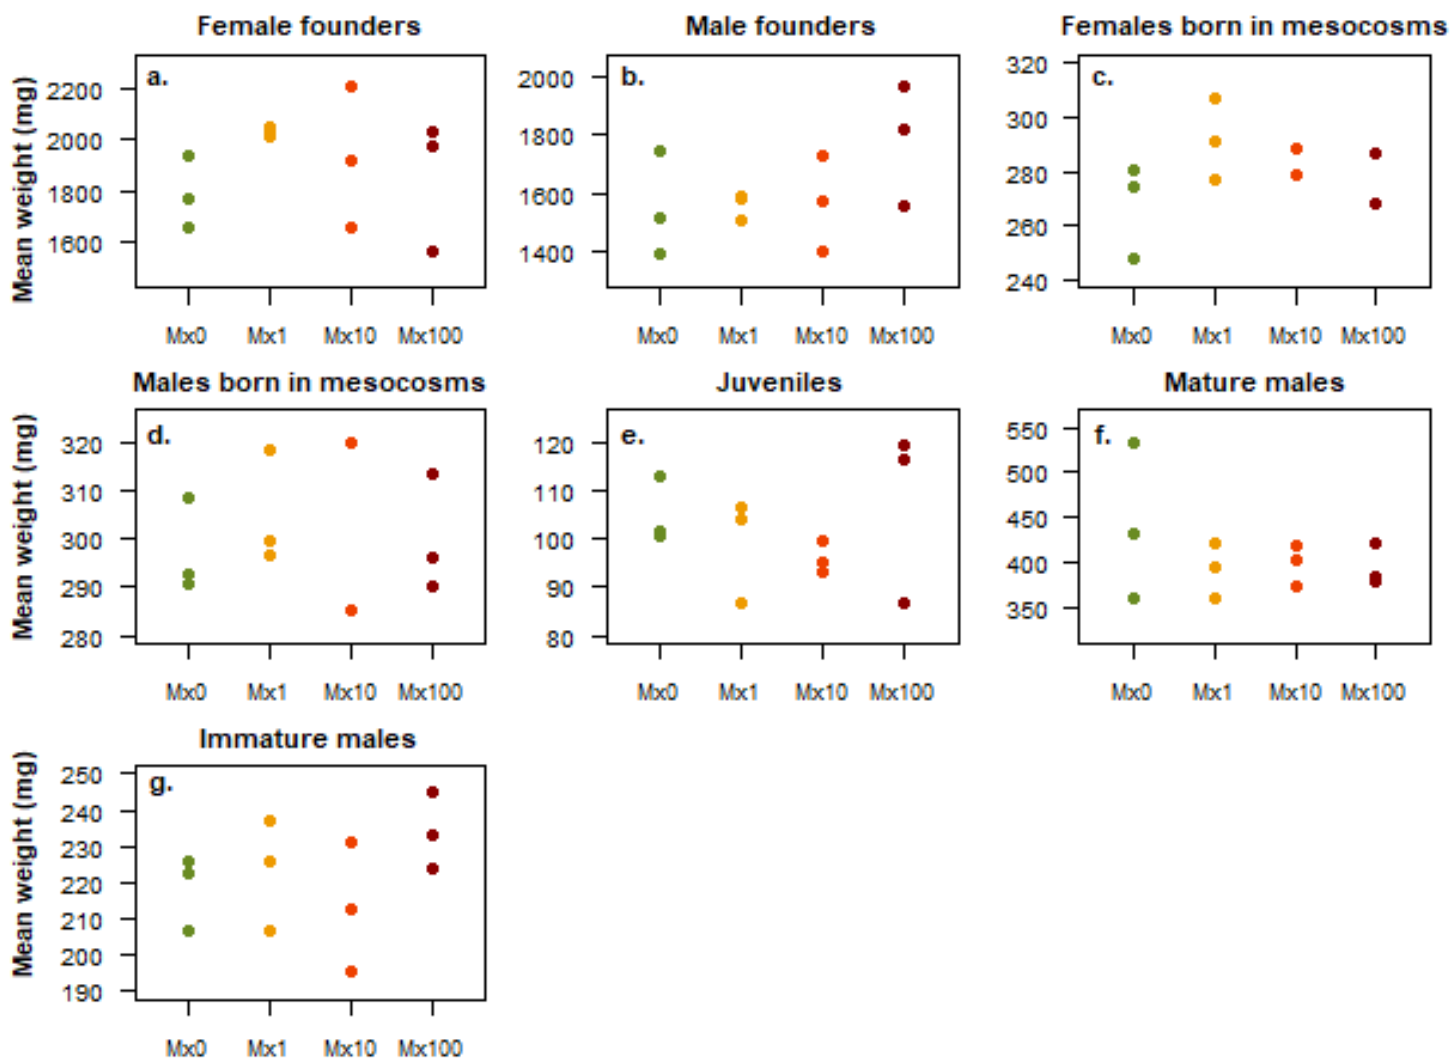 Female founders
Male founders
Females born in mesocosms
Mean weight (mg)
a.
2200
2000
1800
1600
Mx0 Mx1 Mx10 Mx100
b.
2000
1800
1600
1400
Mx0 Mx1 Mx10 Mx100
c.
320
300
280
260
240
Mx0 Mx1 Mx10 Mx100
Males born in mesocosms
Juveniles
Mature males
Mean weight (mg)
d.
320
310
300
290
280
Mx0 Mx1 Mx10 Mx100
e.
120
110
100
90
80
Mx0 Mx1 Mx10 Mx100
f.
550
500
450
400
350
Mx0 Mx1 Mx10 Mx100
Immature males
Mean weight (mg)
g.
250
240
230
220
210
200
190
Mx0 Mx1 Mx10 Mx100